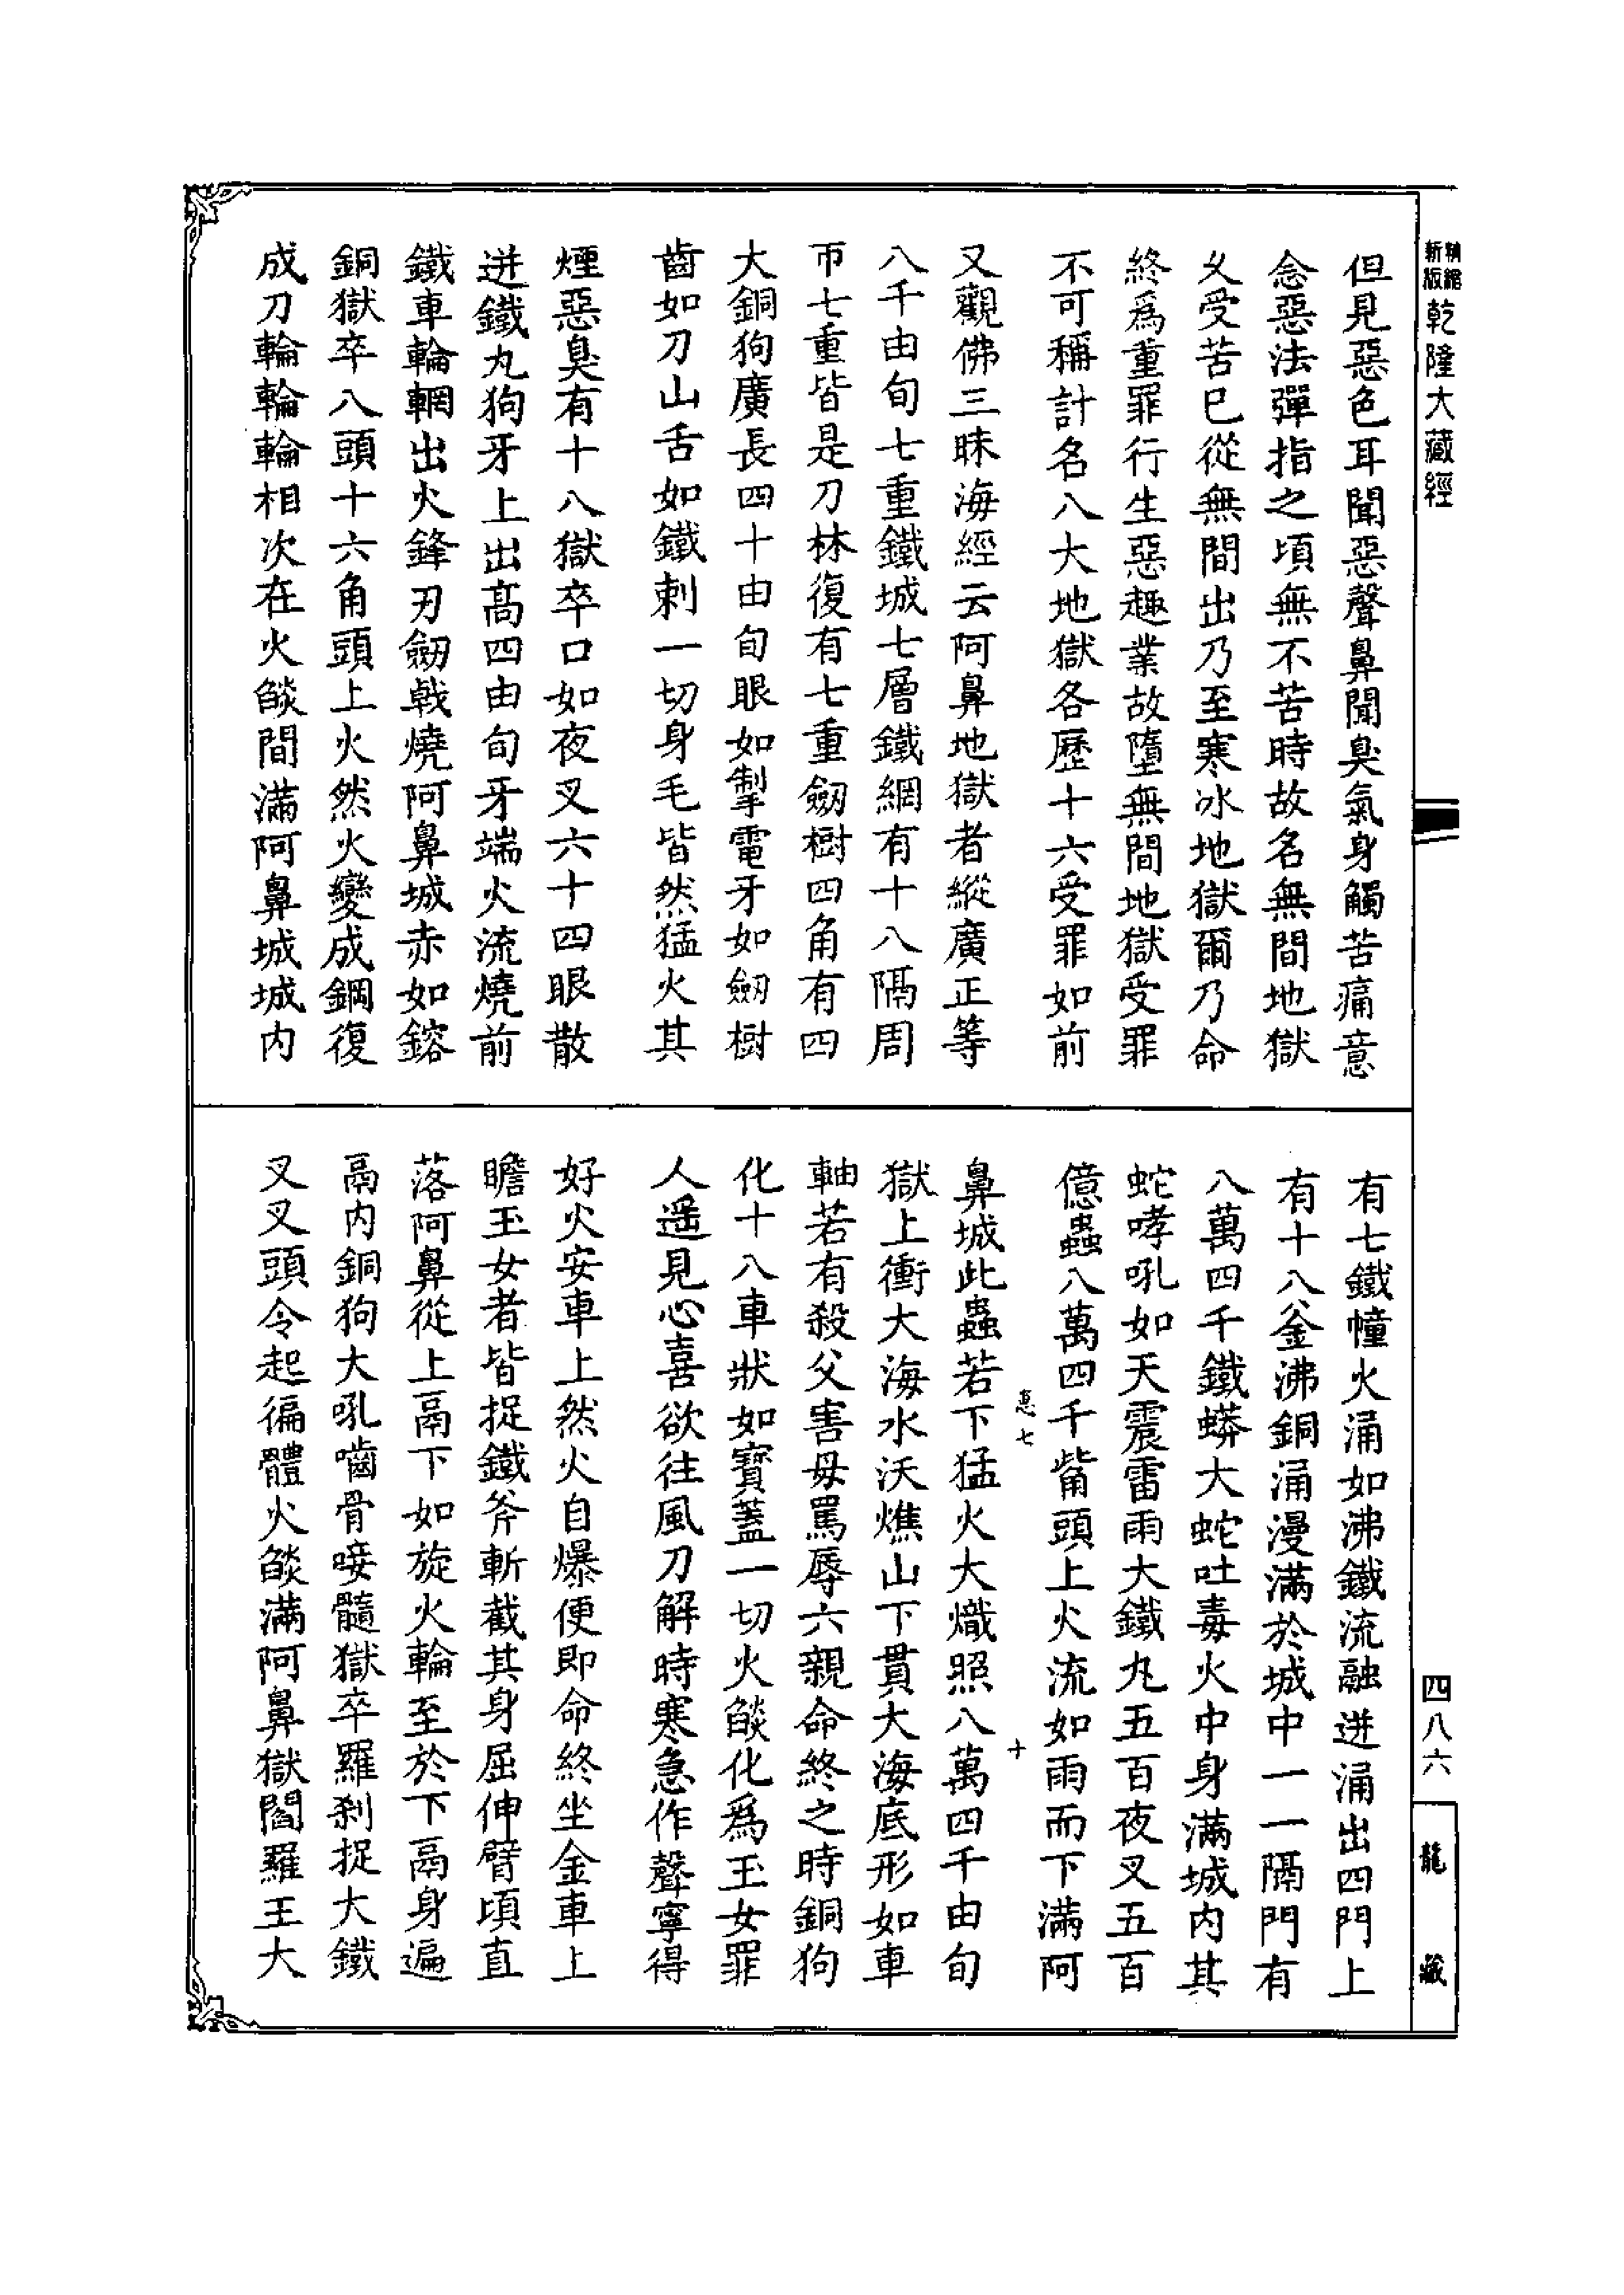 精縮
新版
乾隆大藏經
但見惡色耳聞惡聲鼻聞臭氣身觸苦痛意
念惡法彈指之頃無不苦時故名無間地獄
久受苦已從無間出乃至寒冰地獄爾乃命
終爲重罪行生惡趣業故墮無間地獄受罪
不可稱計名八大地獄各歷十六受罪如前
又觀佛三昧海經云阿鼻地獄者縱廣正等
八千由旬七重鐵城七層鐵網有十八隔周
帀七重皆是刀林復有七重劒樹四角有四
大銅狗廣長四十由旬眼如掣電牙如劒樹
齒如刀山舌如鐵刺一切身毛皆然猛火其
煙惡臭有十八獄卒口如夜叉六十四眼散
迸鐵丸狗牙上出高四由旬牙端火流燒前
鐵車輪輞出火鋒刃劒戟燒阿鼻城赤如鎔
銅獄卒八頭十六角頭上火然火變成鋼復
成刀輪輪輪相次在火燄間滿阿鼻城城内
有七鐵幢火涌如沸鐵流融迸涌出四門上
有十八釜沸銅涌漫滿於城中一一隔門有
八萬四千鐵蟒大蛇吐毒火中身滿城内其
蛇哮吼如天震雷雨大鐵丸五百夜叉五百
億蟲八萬四千觜頭上火流如雨而下滿阿
惠七
十
鼻城此蟲若下猛火大熾照八萬四千由旬
獄上衝大海水沃燋山下貫大海底形如車
軸若有殺父害母罵辱六親命終之時銅狗
化十八車狀如寶蓋一切火燄化爲玉女罪
人遥見心喜欲往風刀解時寒急作聲寧得
好火安車上然火自爆便即命終坐金車上
瞻玉女者皆捉鐵斧斬截其身屈伸臂頃直
落阿鼻從上鬲下如旋火輪至於下鬲身遍
鬲内銅狗大吼嚙骨唼髓獄卒羅刹捉大鐵
叉叉頭令起徧體火燄滿阿鼻獄閻羅王大
四八六
龍藏